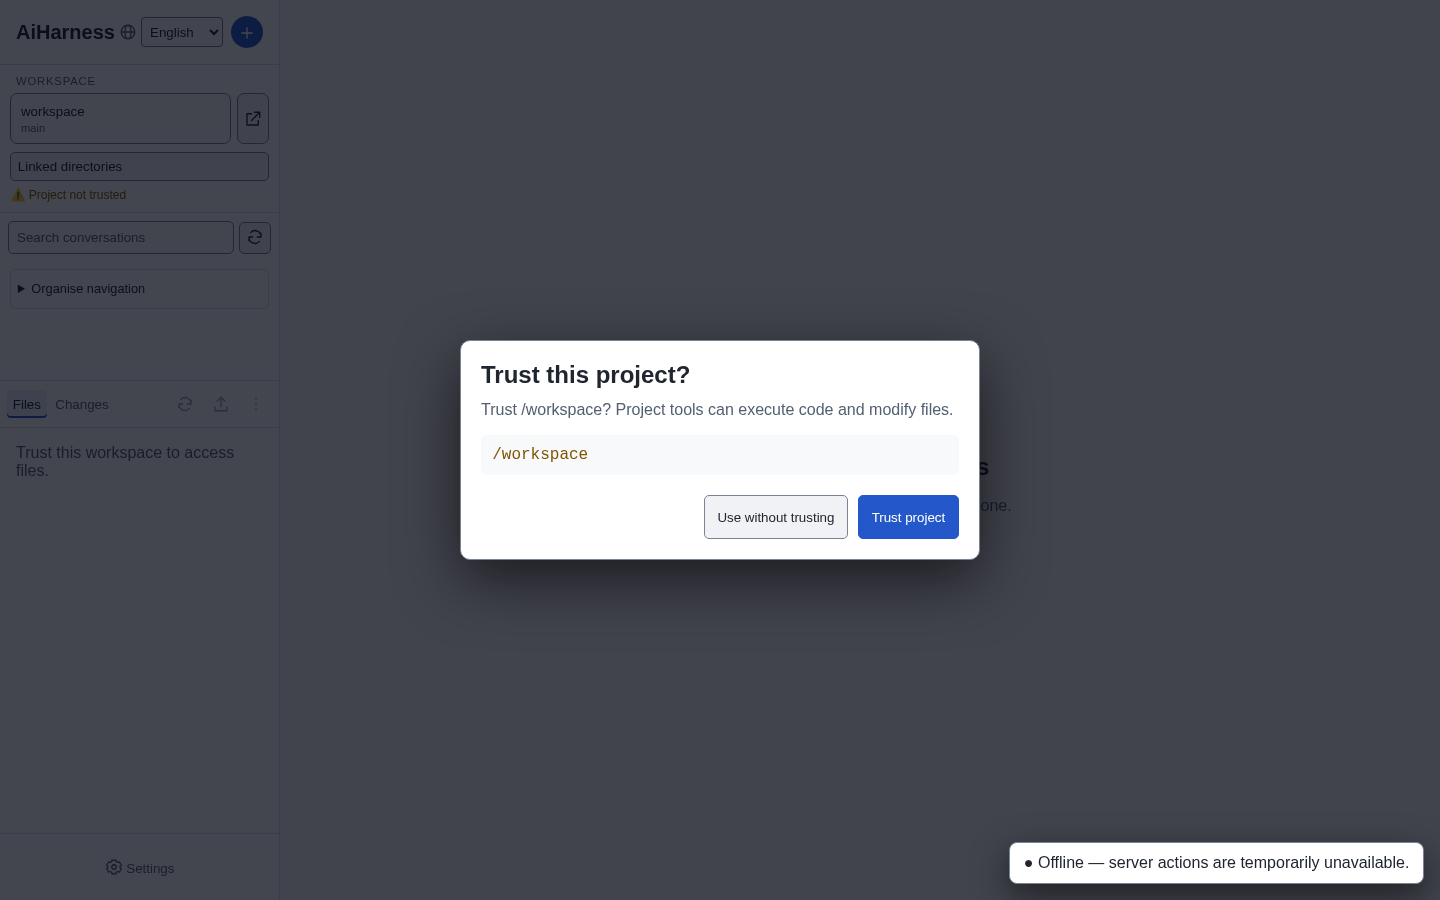 AiHarness
English
WORKSPACE
workspace
main
Linked directories
⚠️ Project not trusted
Search conversations
Organise navigation
Files
Changes
Trust this workspace to access
files.
Trust this project?
Trust /workspace? Project tools can execute code and modify files.
/workspace
Use without trusting
Trust project
s
one.
Settings
● Offline — server actions are temporarily unavailable.